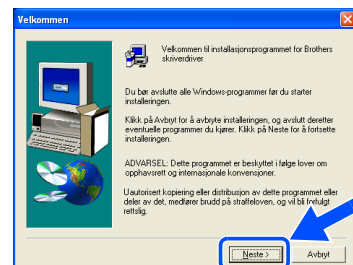 Velkommen
Velkommen til installasjonsprogrammet for Brothers
skriverdriver
Du bør avslutte alle Windows-programmer før du starter
installeringen.
Klikk på Avbryt for å avbryte installeringen, og avslutt deretter
eventuelle programmer du kjører. Klikk på Neste for å fortsette
installeringen.
ADVARSEL: Dette programmet er beskyttet i følge lover om
opphavsrett og internasjonale konvensjoner.
Uautorisert kopiering eller distribusjon av dette programmet eller
deler av det, medfører brudd på straffeloven, og vil bli forfulgt
rettslig.
Neste >
Avbryt